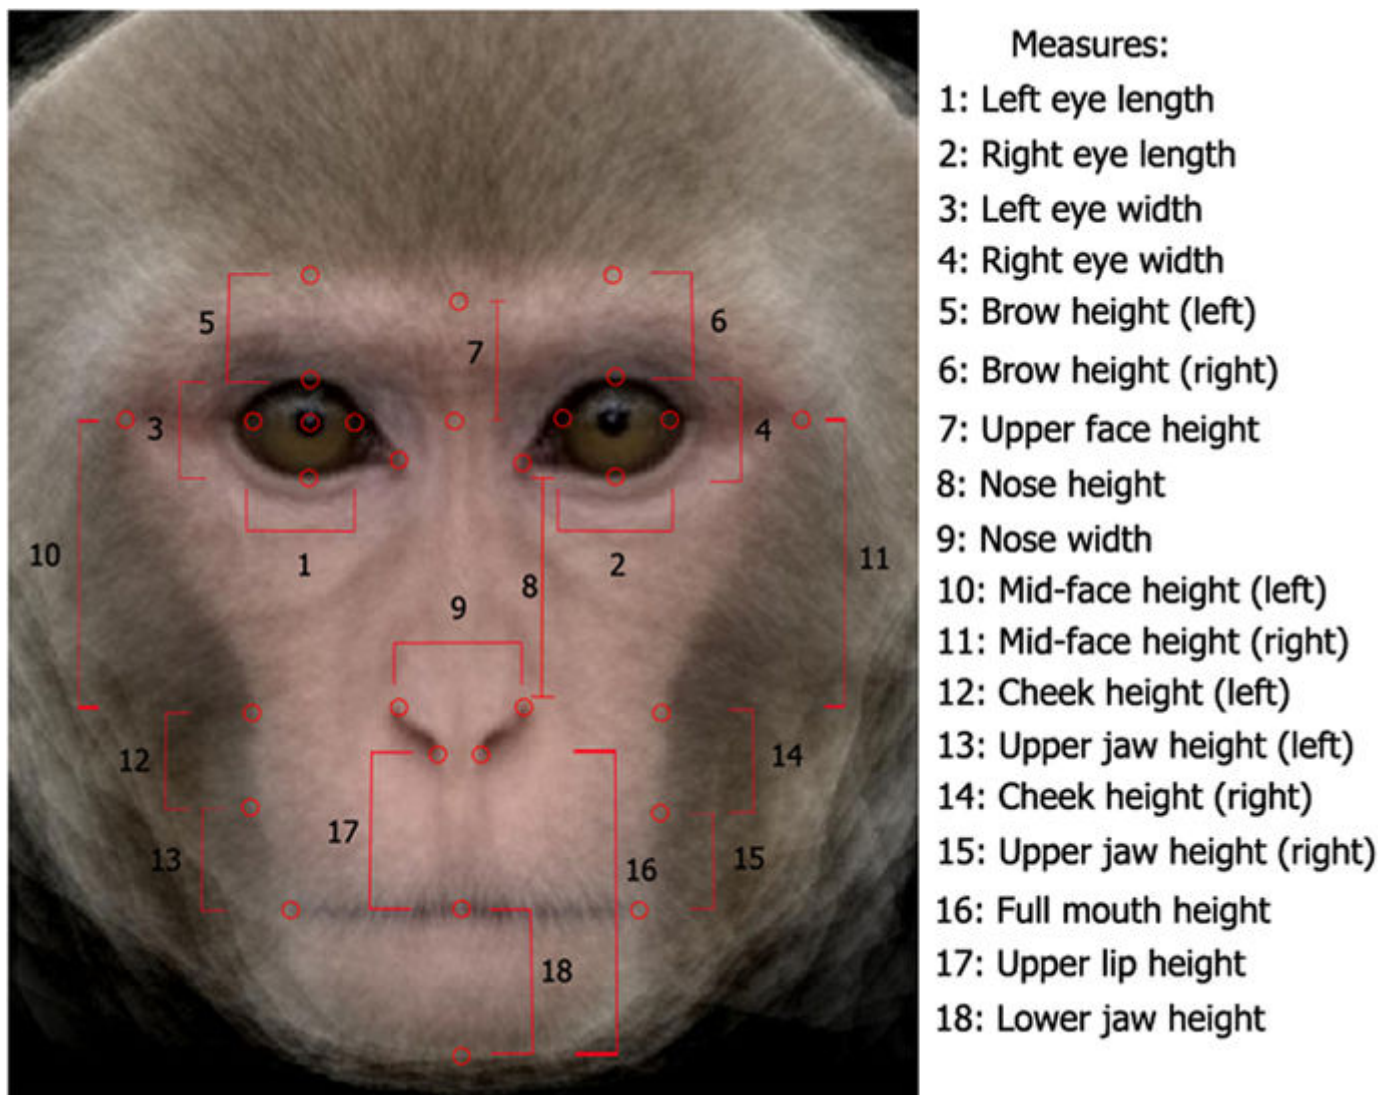 Measures:
1: Left eye length
2: Right eye length
3: Left eye width
4: Right eye width
5: Brow height (left)
6: Brow height (right)
7: Upper face height
8: Nose height
9: Nose width
10: Mid-face height (left)
11: Mid-face height (right)
12: Cheek height (left)
13: Upper jaw height (left)
14: Cheek height (right)
15: Upper jaw height (right)
16: Full mouth height
17: Upper lip height
18: Lower jaw height
5
6
7
3
4
10
1
8
2
11
9
12
14
17
13
16
15
18